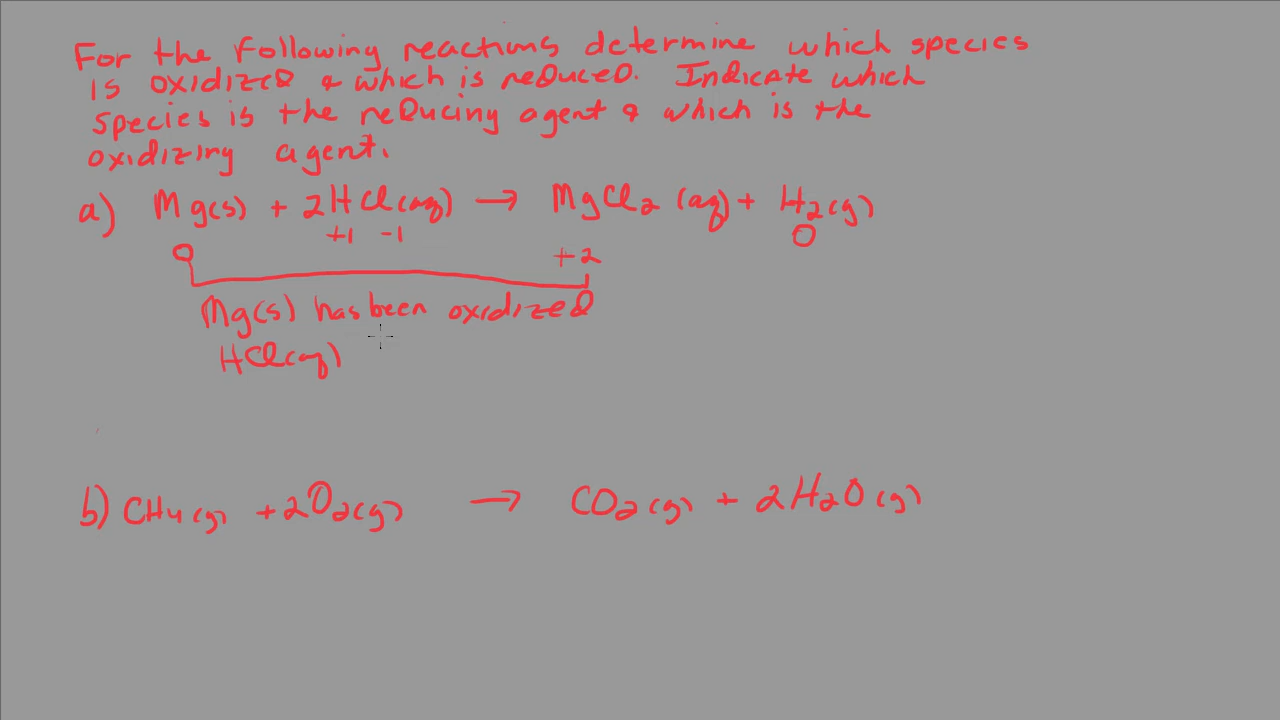 For the following reactions determine which species
is oxidized & which is reduced. Indicate which
species is the reducing agent & which is the
oxidizing agent.
a) Mg(s) + 2HCl(aq) → MgCl₂ (aq) + H₂(g)
+1 -1 0
0 +2
Mg(s) has been oxidized
HCl(aq)
b) CH₄(g) + 2O₂(g) → CO₂(g) + 2H₂O(g)